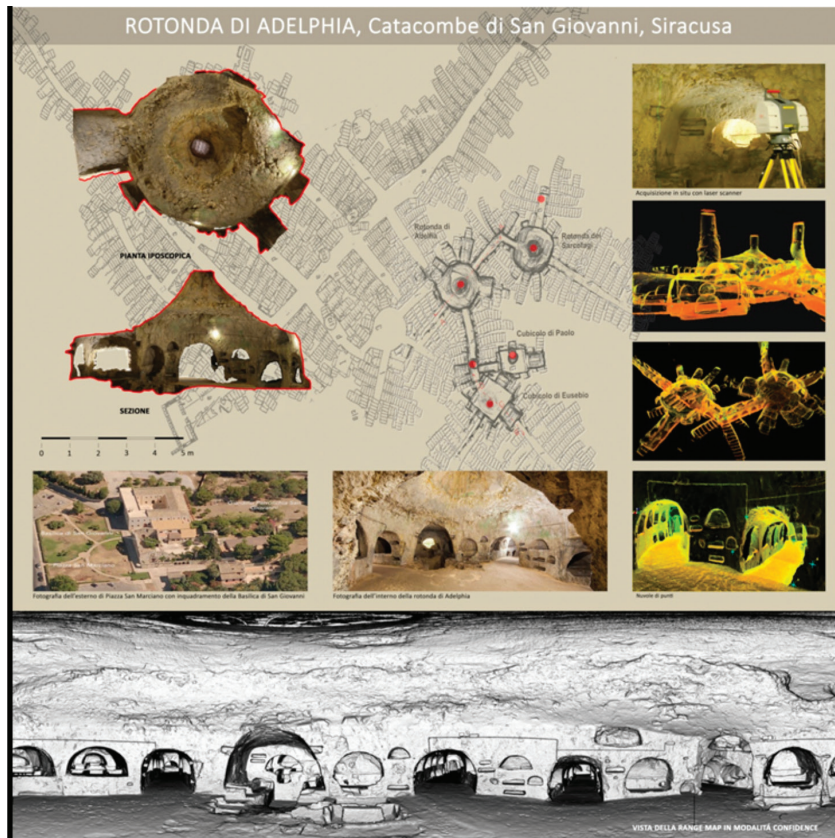 ROTONDA DI ADELPHIA, Catacombe di San Giovanni, Siracusa
PIANTA IPOSCOPICA
SEZIONE
0 1 2 3 4 5 m
Rotonda di
Adelfia
Rotonda dei
Sarcofagi
Cubicolo di Paolo
Cubicolo di Eusebio
Acquisizione in situ con laser scanner
Fotografia dell'esterno di Piazza San Marciano con inquadramento della Basilica di San Giovanni
Fotografia dell'interno della rotonda di Adelphia
Nuvole di punti
VISTA DELLA RANGE MAP IN MODALITÁ CONFIDENCE